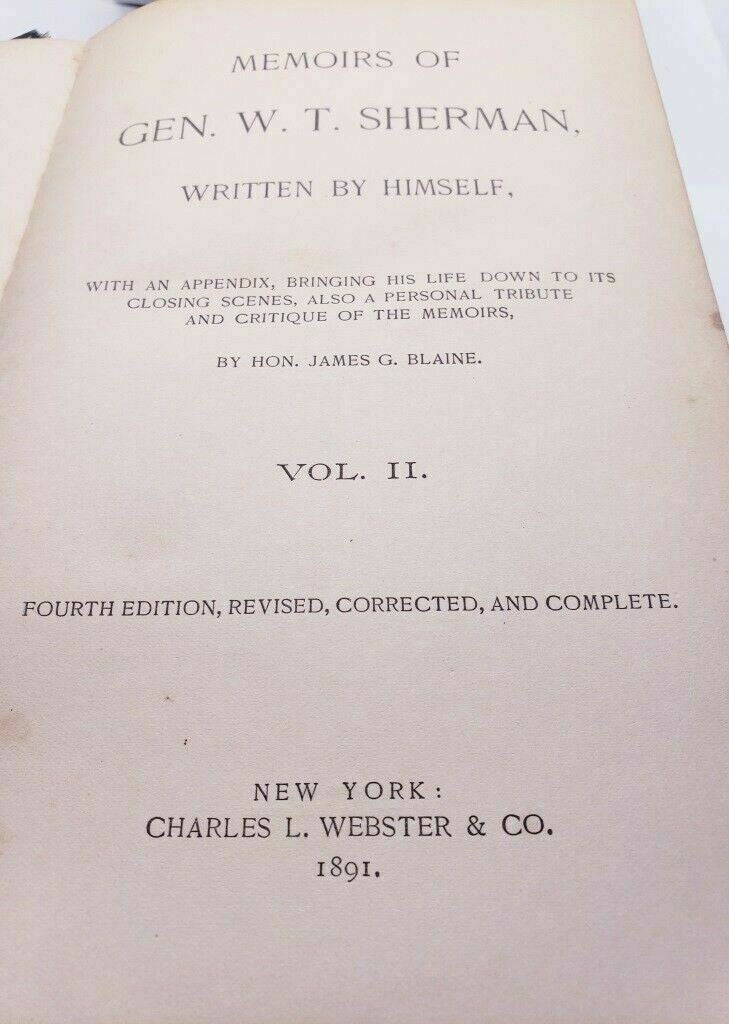 MEMOIRS OF
GEN. W. T. SHERMAN,
WRITTEN BY HIMSELF,
WITH AN APPENDIX, BRINGING HIS LIFE DOWN TO ITS
CLOSING SCENES, ALSO A PERSONAL TRIBUTE
AND CRITIQUE OF THE MEMOIRS,
BY HON. JAMES G. BLAINE.
VOL. II.
FOURTH EDITION, REVISED, CORRECTED, AND COMPLETE.
NEW YORK:
CHARLES L. WEBSTER & CO.
1891.